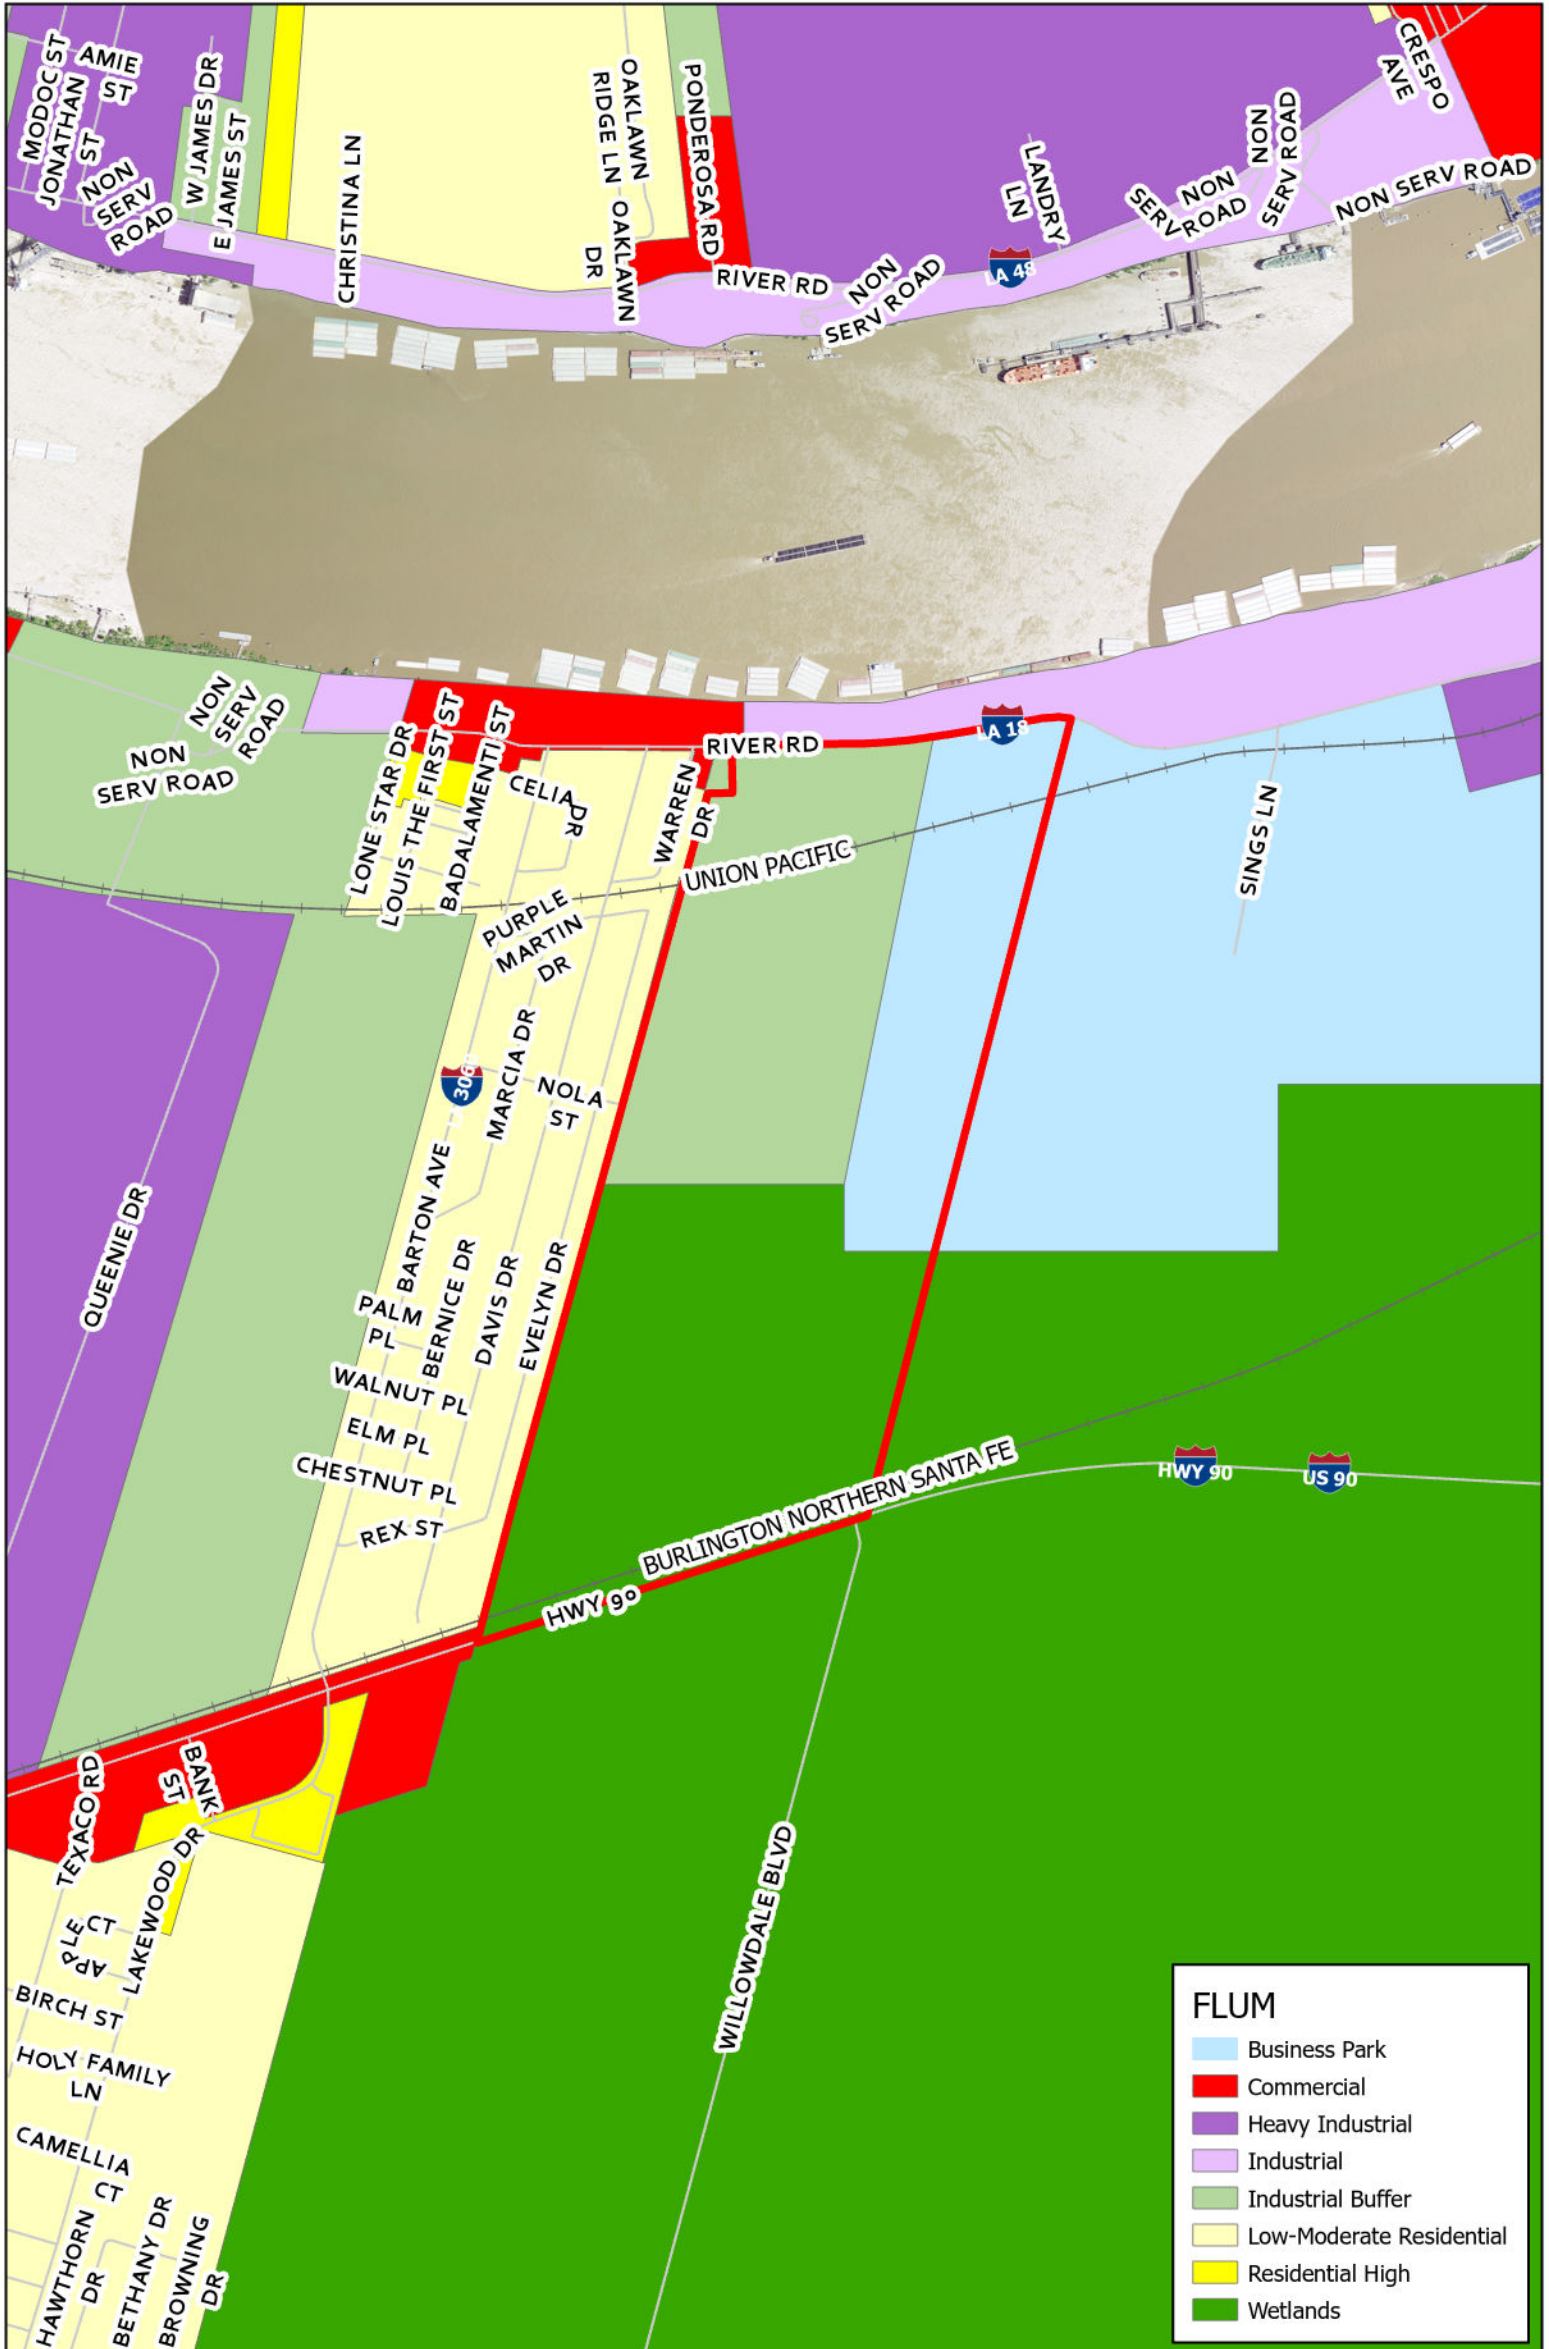 MODOC ST
AMIE
ST
JONATHAN
ST
NON
SERV
ROAD
W JAMES DR
E JAMES ST
CHRISTINA LN
OAKLAWN
RIDGE LN
OAKLAWN
DR
OAKLAWN
PONDEROSA RD
RIVER RD
NON
SERV ROAD
LA 48
LANDRY
LN
NON
SERV ROAD
NON
SERV ROAD
NON SERV ROAD
CRESPO
AVE
NON
SERV
ROAD
NON
SERV ROAD
LONE STAR DR
LOUIS THE FIRST ST
BADALAMENTI ST
CELIA
DR
WARREN
DR
RIVER RD
LA 18
UNION PACIFIC
SINGS LN
PURPLE
MARTIN
DR
MARCIA DR
306
NOLA
ST
QUEENIE DR
BARTON AVE
BERNICE DR
DAVIS DR
EVELYN DR
PALM
PL
WALNUT PL
ELM PL
CHESTNUT PL
REX ST
BURLINGTON NORTHERN SANTA FE
HWY 90
HWY 90
US 90
TEXACO RD
BANK
ST
LAKEWOOD DR
WILLOWDALE BLVD
APPLE CT
BIRCH ST
HOLY FAMILY
LN
CAMELLIA
CT
HAWTHORN
DR
BETHANY DR
BROWNING
DR
FLUM
Business Park
Commercial
Heavy Industrial
Industrial
Industrial Buffer
Low-Moderate Residential
Residential High
Wetlands